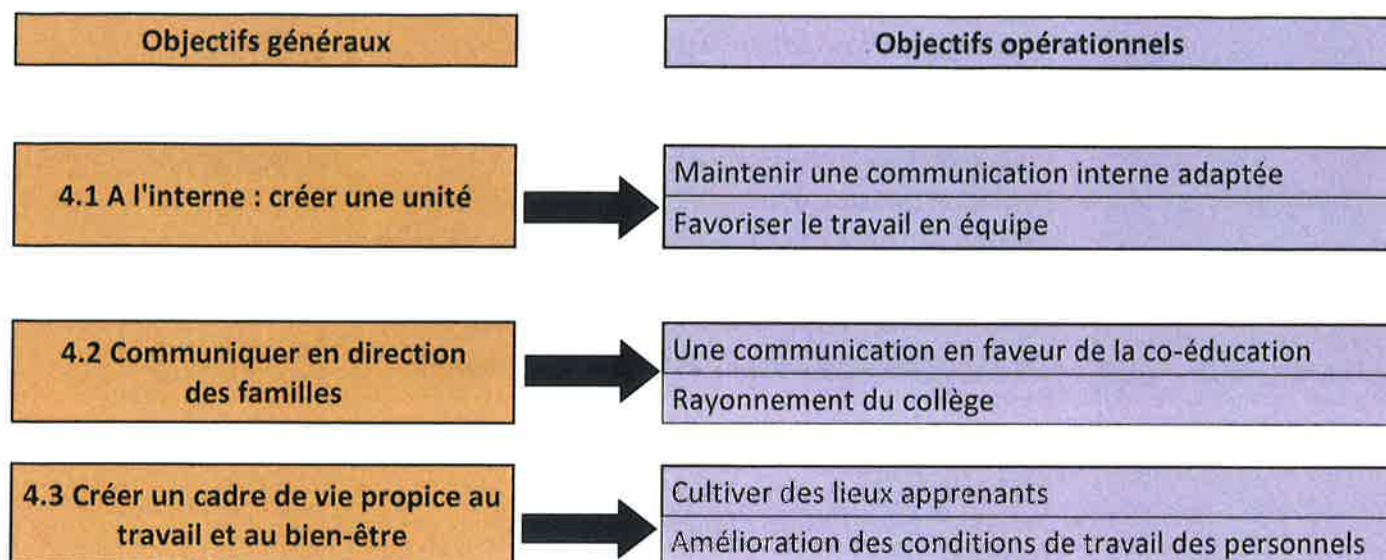 Objectifs généraux
Objectifs opérationnels
4.1 A l'interne : créer une unité
Maintenir une communication interne adaptée
Favoriser le travail en équipe
4.2 Communiquer en direction
des familles
Une communication en faveur de la co-éducation
Rayonnement du collège
4.3 Créer un cadre de vie propice au
travail et au bien-être
Cultiver des lieux apprenants
Amélioration des conditions de travail des personnels